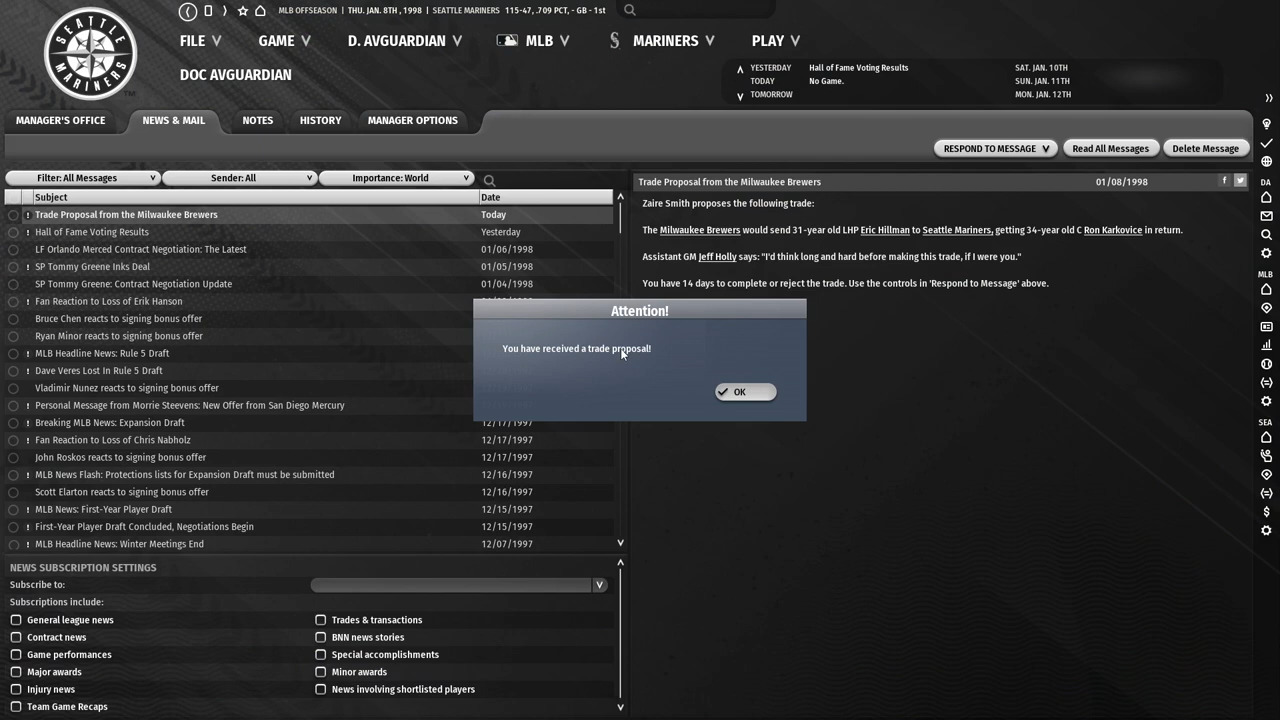 MLB OFFSEASON | THU. JAN. 8TH , 1998 | SEATTLE MARINERS 115-47, .709 PCT, - GB - 1st
SEATTLE
MARINERS
TM
FILE GAME D. AVGUARDIAN MLB MARINERS PLAY
DOC AVGUARDIAN
YESTERDAY Hall of Fame Voting Results SAT. JAN. 10TH
TODAY No Game. SUN. JAN. 11TH
TOMORROW MON. JAN. 12TH
MANAGER'S OFFICE NEWS & MAIL NOTES HISTORY MANAGER OPTIONS
RESPOND TO MESSAGE Read All Messages Delete Message
Filter: All Messages Sender: All Importance: World
Subject Date
! Trade Proposal from the Milwaukee Brewers Today
! Hall of Fame Voting Results Yesterday
LF Orlando Merced Contract Negotiation: The Latest 01/06/1998
! SP Tommy Greene Inks Deal 01/05/1998
SP Tommy Greene: Contract Negotiation Update 01/04/1998
! Fan Reaction to Loss of Erik Hanson
Bruce Chen reacts to signing bonus offer
Ryan Minor reacts to signing bonus offer
! MLB Headline News: Rule 5 Draft
! Dave Veres Lost In Rule 5 Draft
Vladimir Nunez reacts to signing bonus offer
! Personal Message from Morrie Steevens: New Offer from San Diego Mercury
! Breaking MLB News: Expansion Draft 12/17/1997
! Fan Reaction to Loss of Chris Nabholz 12/17/1997
John Roskos reacts to signing bonus offer 12/17/1997
! MLB News Flash: Protections lists for Expansion Draft must be submitted 12/16/1997
Scott Elarton reacts to signing bonus offer 12/16/1997
! MLB News: First-Year Player Draft 12/15/1997
! First-Year Player Draft Concluded, Negotiations Begin 12/15/1997
! MLB Headline News: Winter Meetings End 12/07/1997
Trade Proposal from the Milwaukee Brewers 01/08/1998
Zaire Smith proposes the following trade:
The Milwaukee Brewers would send 31-year old LHP Eric Hillman to Seattle Mariners, getting 34-year old C Ron Karkovice in return.
Assistant GM Jeff Holly says: "I'd think long and hard before making this trade, if I were you."
You have 14 days to complete or reject the trade. Use the controls in 'Respond to Message' above.
Attention!
You have received a trade proposal!
OK
NEWS SUBSCRIPTION SETTINGS
Subscribe to:
Subscriptions include:
General league news Trades & transactions
Contract news BNN news stories
Game performances Special accomplishments
Major awards Minor awards
Injury news News involving shortlisted players
Team Game Recaps
DA
MLB
SEA